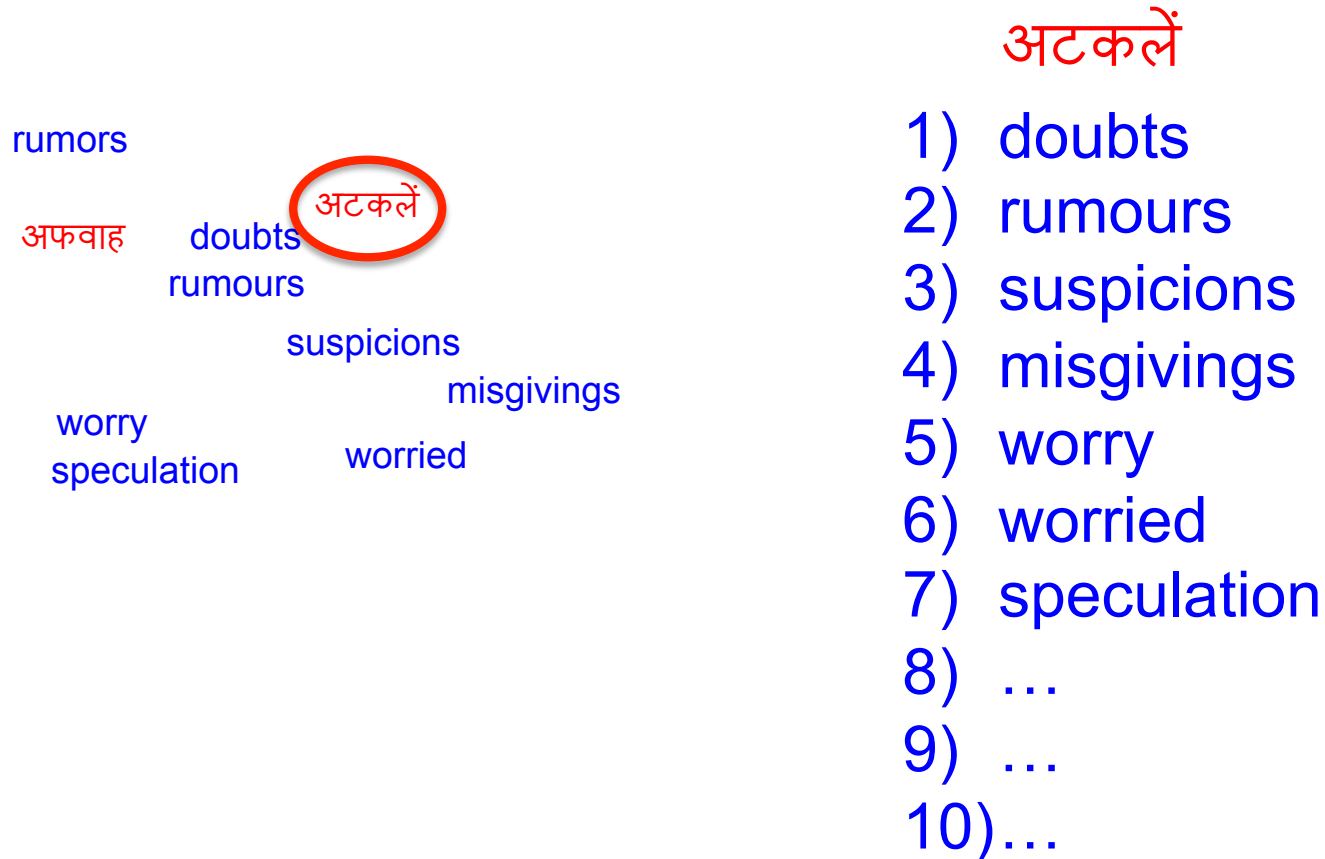 rumors
अटकलें
अफवाह doubts
rumours
suspicions
misgivings
worry
worried
speculation
अटकलें
1) doubts
2) rumours
3) suspicions
4) misgivings
5) worry
6) worried
7) speculation
8) ...
9) ...
10)...